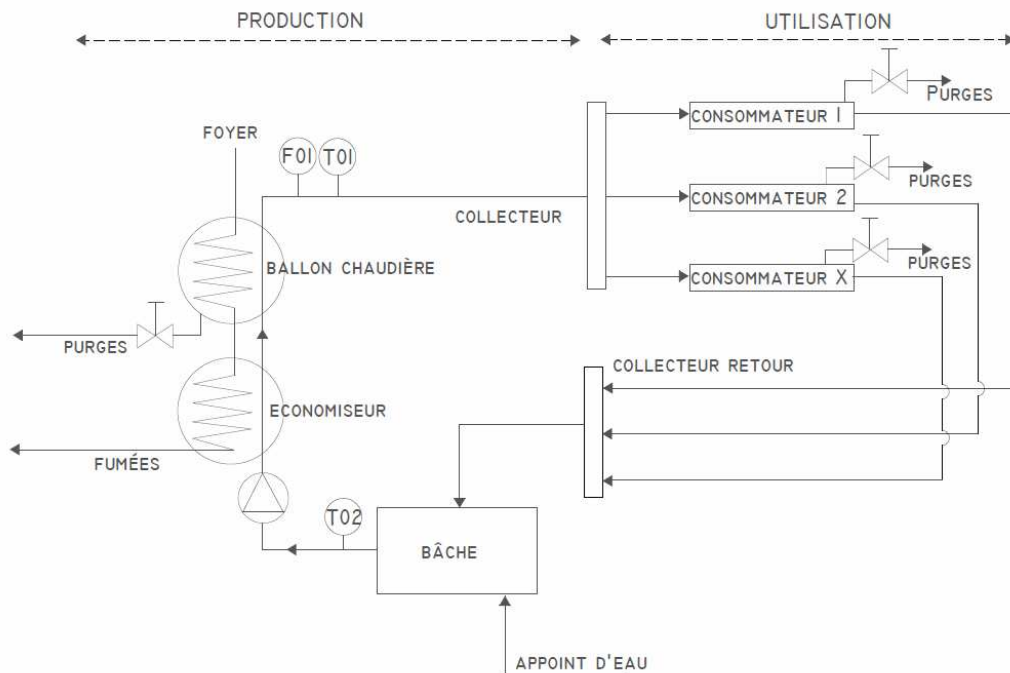 PRODUCTION
UTILISATION
PURGES
CONSOMMATEUR 1
FOYER
F01
T01
PURGES
COLLECTEUR
CONSOMMATEUR 2
BALLON CHAUDIÈRE
PURGES
CONSOMMATEUR X
PURGES
COLLECTEUR RETOUR
ECONOMISEUR
FUMÉES
T02
BÂCHE
APPOINT D'EAU